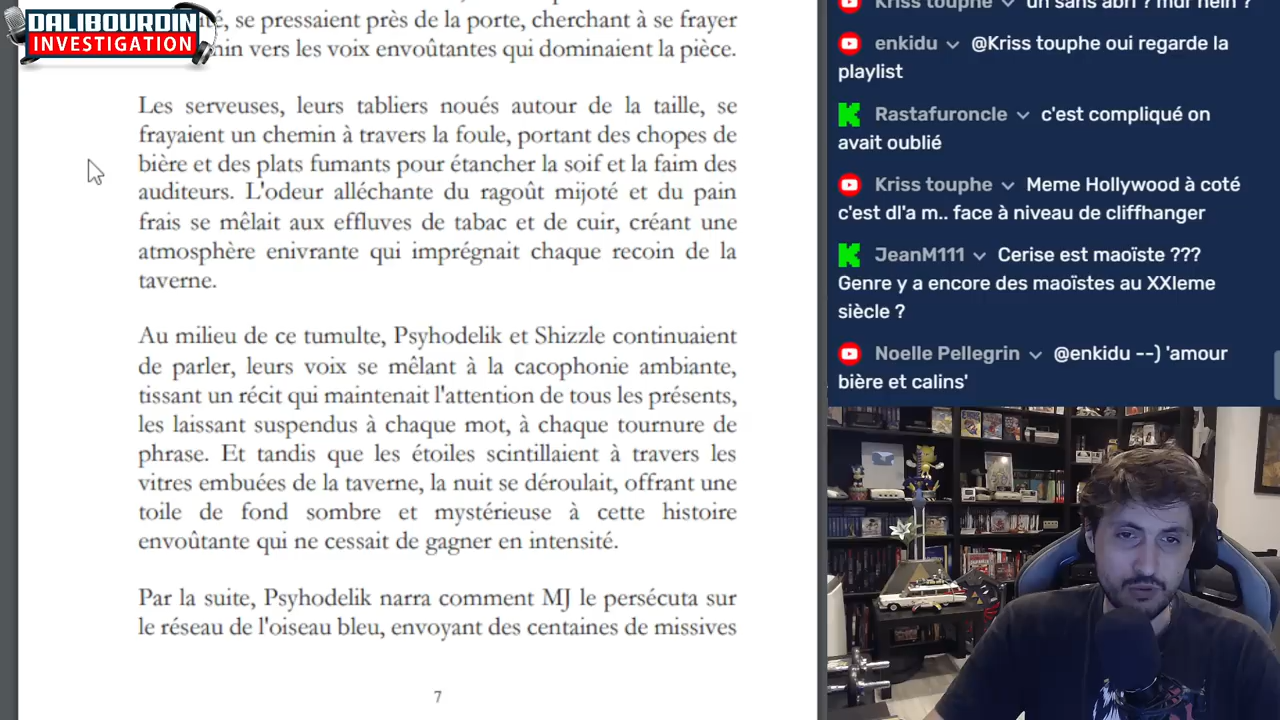 DALIBOURDIN
INVESTIGATION
té, se pressaient près de la porte, cherchant à se frayer
min vers les voix envoûtantes qui dominaient la pièce.
Les serveuses, leurs tabliers noués autour de la taille, se
frayaient un chemin à travers la foule, portant des chopes de
bière et des plats fumants pour étancher la soif et la faim des
auditeurs. L'odeur alléchante du ragoût mijoté et du pain
frais se mêlait aux effluves de tabac et de cuir, créant une
atmosphère enivrante qui imprégnait chaque recoin de la
taverne.
Au milieu de ce tumulte, Psyhodelik et Shizzle continuaient
de parler, leurs voix se mêlant à la cacophonie ambiante,
tissant un récit qui maintenait l'attention de tous les présents,
les laissant suspendus à chaque mot, à chaque tournure de
phrase. Et tandis que les étoiles scintillaient à travers les
vitres embuées de la taverne, la nuit se déroulait, offrant une
toile de fond sombre et mystérieuse à cette histoire
envoûtante qui ne cessait de gagner en intensité.
Par la suite, Psyhodelik narra comment MJ le persécuta sur
le réseau de l'oiseau bleu, envoyant des centaines de missives
7
Kriss touphe un sans abri ? mdr hein ?
enkidu @Kriss touphe oui regarde la
playlist
Rastafuroncle c'est compliqué on
avait oublié
Kriss touphe Meme Hollywood à coté
c'est dl'a m.. face à niveau de cliffhanger
JeanM111 Cerise est maoïste ???
Genre y a encore des maoïstes au XXIeme
siècle ?
Noelle Pellegrin @enkidu --) 'amour
bière et calins'